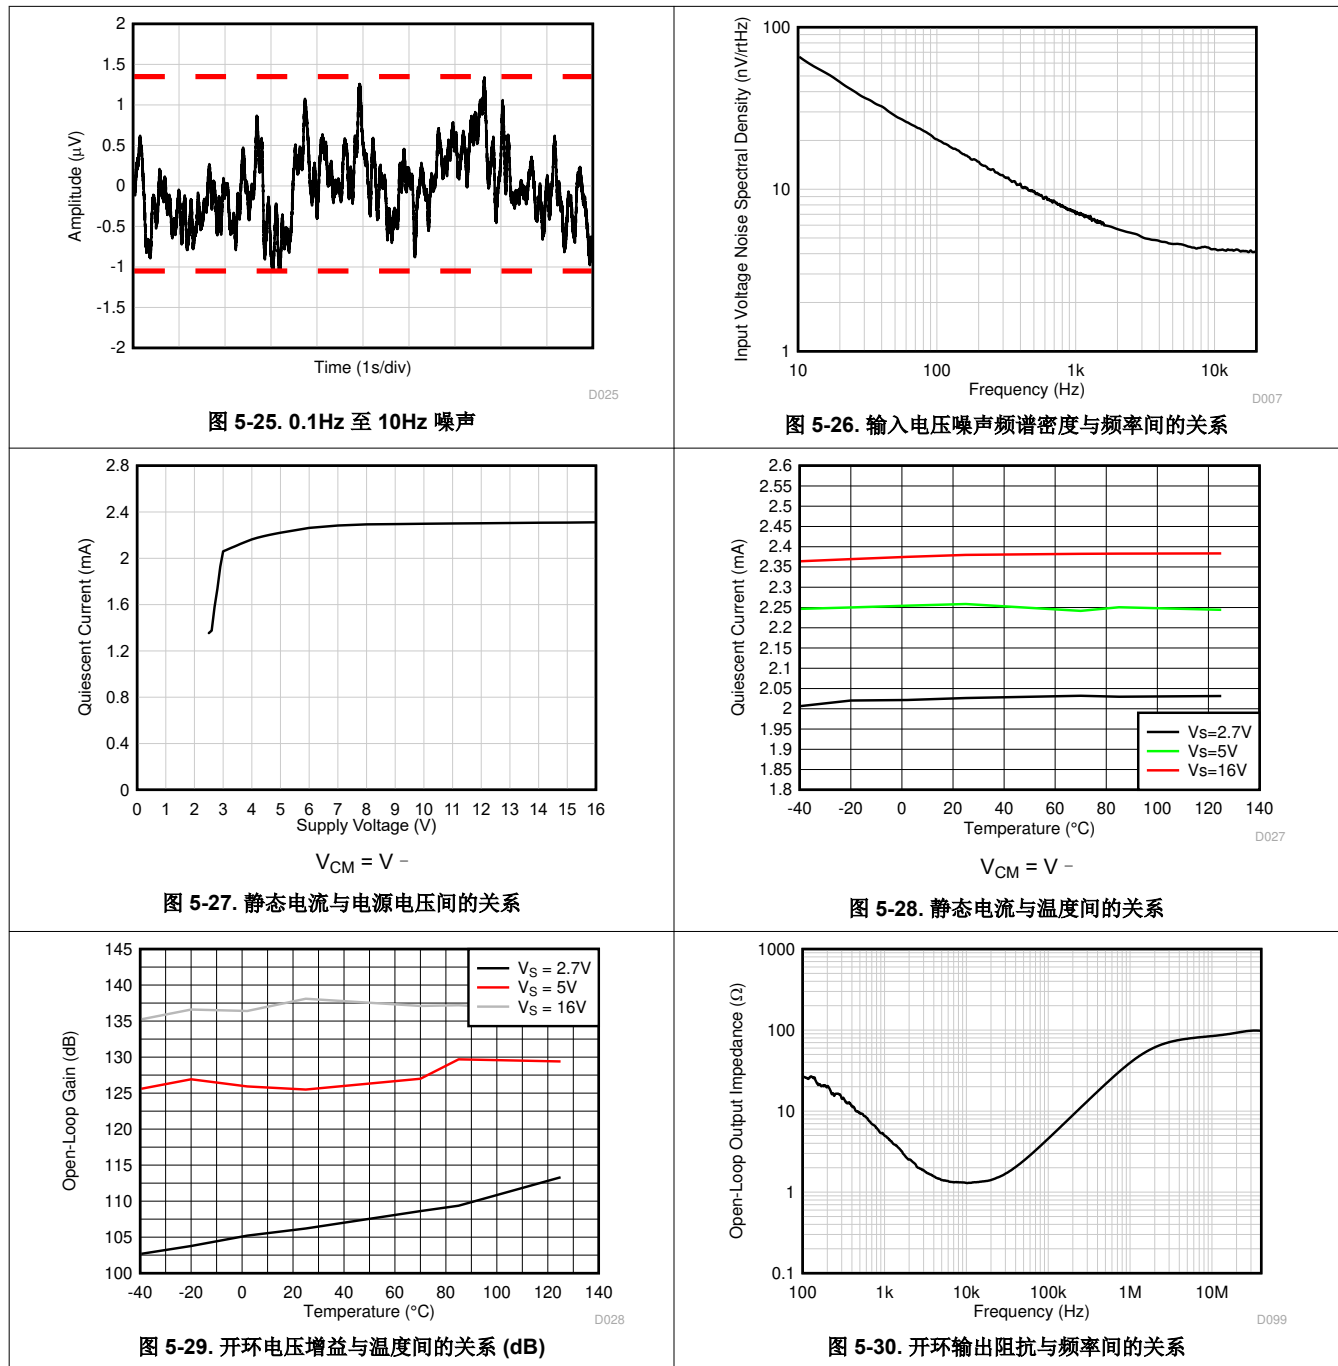 2
1.5
1
0.5
0
-0.5
-1
-1.5
-2
Amplitude (μV)
Time (1s/div)
D025
图 5-25. 0.1Hz 至 10Hz 噪声
100
10
1
Input Voltage Noise Spectral Density (nV/rtHz)
10 100 1k 10k
Frequency (Hz)
D007
图 5-26. 输入电压噪声频谱密度与频率间的关系
2.8
2.4
2
1.6
1.2
0.8
0.4
0
Quiescent Current (mA)
0 1 2 3 4 5 6 7 8 9 10 11 12 13 14 15 16
Supply Voltage (V)
VCM = V -
图 5-27. 静态电流与电源电压间的关系
2.6
2.55
2.5
2.45
2.4
2.35
2.3
2.25
2.2
2.15
2.1
2.05
2
1.95
1.9
1.85
1.8
Quiescent Current (mA)
Vs=2.7V
Vs=5V
Vs=16V
-40 -20 0 20 40 60 80 100 120 140
Temperature (°C)
D027
VCM = V -
图 5-28. 静态电流与温度间的关系
145
140
135
130
125
120
115
110
105
100
Open-Loop Gain (dB)
VS = 2.7V
VS = 5V
VS = 16V
-40 -20 0 20 40 60 80 100 120 140
Temperature (°C)
D028
图 5-29. 开环电压增益与温度间的关系 (dB)
1000
100
10
1
0.1
Open-Loop Output Impedance (Ω)
100 1k 10k 100k 1M 10M
Frequency (Hz)
D099
图 5-30. 开环输出阻抗与频率间的关系